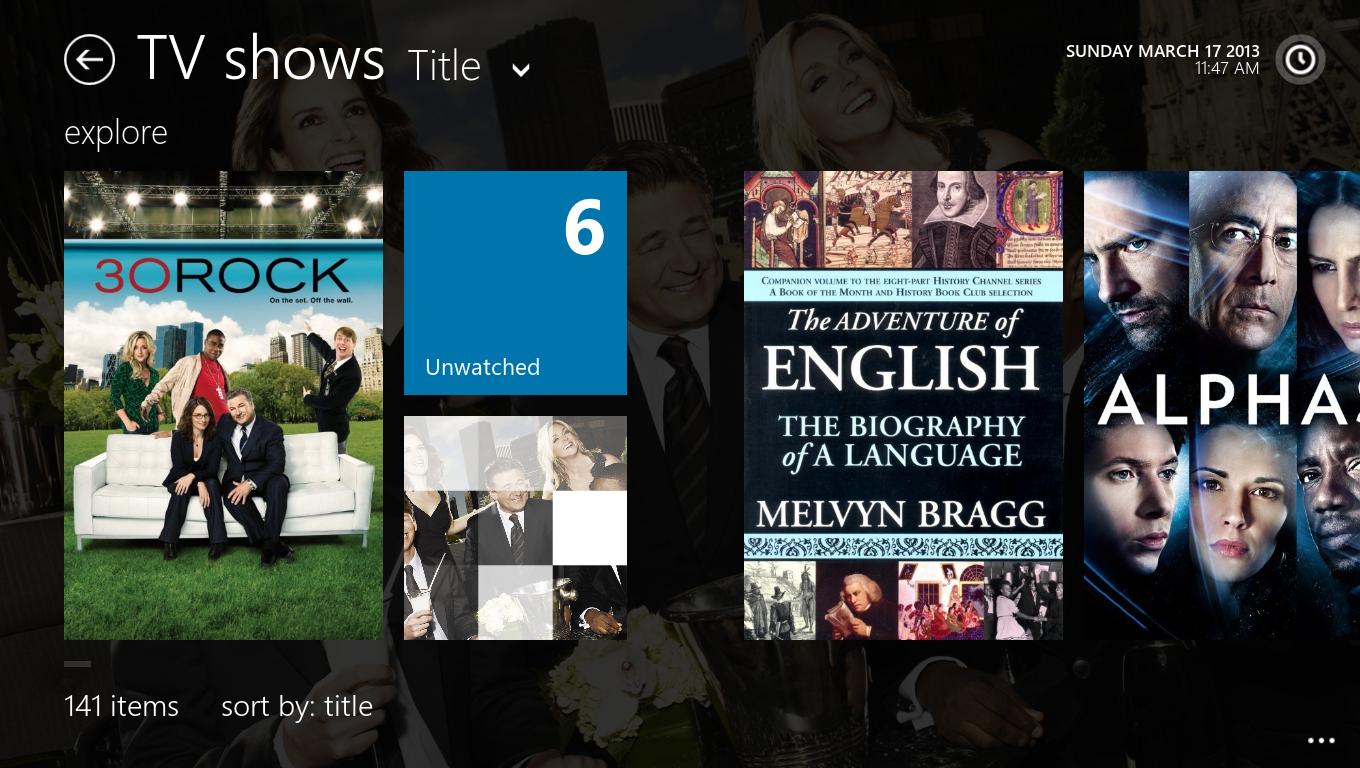 TV shows Title
SUNDAY MARCH 17 2013
11:47 AM
explore
30ROCK
On the set. Off the wall.
6
Unwatched
COMPANION VOLUME TO THE EIGHT-PART HISTORY CHANNEL SERIES
A BOOK OF THE MONTH AND HISTORY BOOK CLUB SELECTION
The ADVENTURE of
ENGLISH
THE BIOGRAPHY
of A LANGUAGE
MELVYN BRAGG
ALPHAS
141 items sort by: title